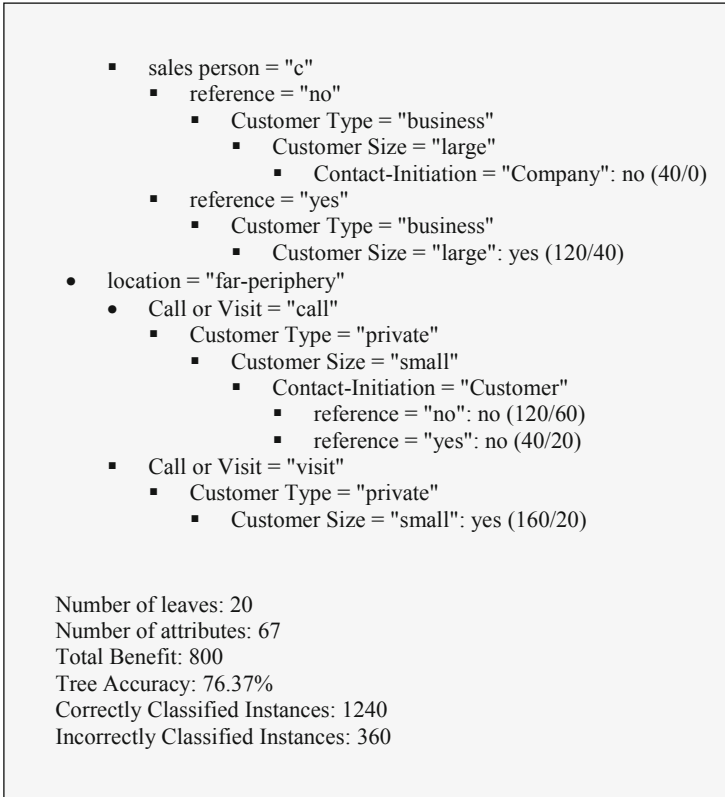 ▪ sales person = "c"
▪ reference = "no"
▪ Customer Type = "business"
▪ Customer Size = "large"
▪ Contact-Initiation = "Company": no (40/0)
▪ reference = "yes"
▪ Customer Type = "business"
▪ Customer Size = "large": yes (120/40)
• location = "far-periphery"
• Call or Visit = "call"
▪ Customer Type = "private"
▪ Customer Size = "small"
▪ Contact-Initiation = "Customer"
▪ reference = "no": no (120/60)
▪ reference = "yes": no (40/20)
▪ Call or Visit = "visit"
▪ Customer Type = "private"
▪ Customer Size = "small": yes (160/20)
Number of leaves: 20
Number of attributes: 67
Total Benefit: 800
Tree Accuracy: 76.37%
Correctly Classified Instances: 1240
Incorrectly Classified Instances: 360